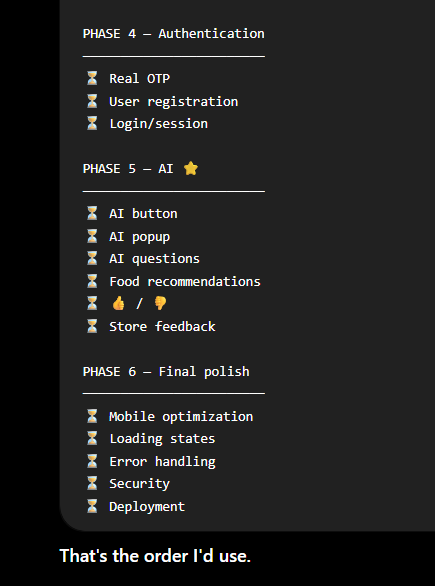 PHASE 4 — Authentication
────────────────────────
⏳ Real OTP
⏳ User registration
⏳ Login/session
PHASE 5 — AI ⭐
────────────────────────
⏳ AI button
⏳ AI popup
⏳ AI questions
⏳ Food recommendations
⏳ 👍 / 👎
⏳ Store feedback
PHASE 6 — Final polish
────────────────────────
⏳ Mobile optimization
⏳ Loading states
⏳ Error handling
⏳ Security
⏳ Deployment
That's the order I'd use.